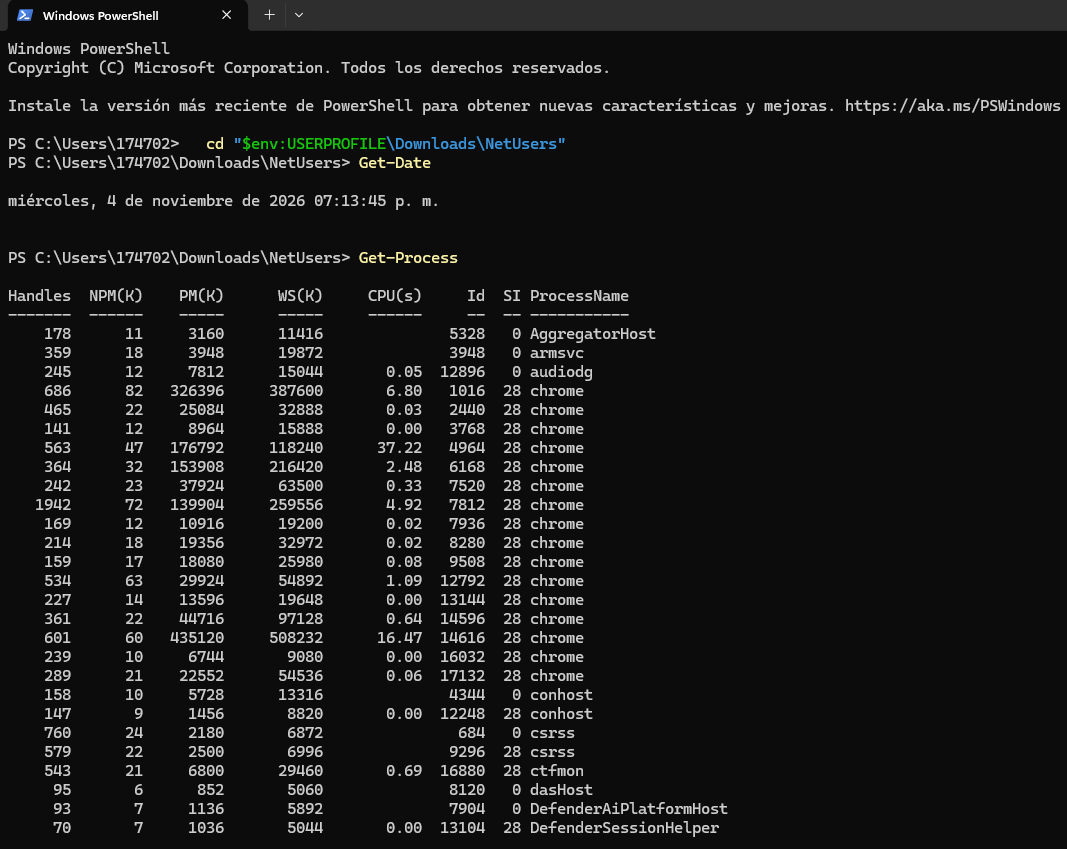 Windows PowerShell
Windows PowerShell
Copyright (C) Microsoft Corporation. Todos los derechos reservados.
Instale la versión más reciente de PowerShell para obtener nuevas características y mejoras. https://aka.ms/PSWindows
PS C:\Users\174702>   cd "$env:USERPROFILE\Downloads\NetUsers"
PS C:\Users\174702\Downloads\NetUsers> Get-Date
miércoles, 4 de noviembre de 2026 07:13:45 p. m.
PS C:\Users\174702\Downloads\NetUsers> Get-Process
Handles  NPM(K)    PM(K)      WS(K)     CPU(s)     Id  SI ProcessName
-------  ------    -----      -----     ------     --  -- -----------
    178      11     3160      11416               5328   0 AggregatorHost
    359      18     3948      19872               3948   0 armsvc
    245      12     7812      15044       0.05  12896   0 audiodg
    686      82   326396     387600       6.80   1016  28 chrome
    465      22    25084      32888       0.03   2440  28 chrome
    141      12     8964      15888       0.00   3768  28 chrome
    563      47   176792     118240      37.22   4964  28 chrome
    364      32   153908     216420       2.48   6168  28 chrome
    242      23    37924      63500       0.33   7520  28 chrome
   1942      72   139904     259556       4.92   7812  28 chrome
    169      12    10916      19200       0.02   7936  28 chrome
    214      18    19356      32972       0.02   8280  28 chrome
    159      17    18080      25980       0.08   9508  28 chrome
    534      63    29924      54892       1.09  12792  28 chrome
    227      14    13596      19648       0.00  13144  28 chrome
    361      22    44716      97128       0.64  14596  28 chrome
    601      60   435120     508232      16.47  14616  28 chrome
    239      10     6744       9080       0.00  16032  28 chrome
    289      21    22552      54536       0.06  17132  28 chrome
    158      10     5728      13316               4344   0 conhost
    147       9     1456       8820       0.00  12248  28 conhost
    760      24     2180       6872                684   0 csrss
    579      22     2500       6996               9296  28 csrss
    543      21     6800      29460       0.69  16880  28 ctfmon
     95       6      852       5060               8120   0 dasHost
     93       7     1136       5892               7904   0 DefenderAiPlatformHost
     70       7     1036       5044       0.00  13104  28 DefenderSessionHelper